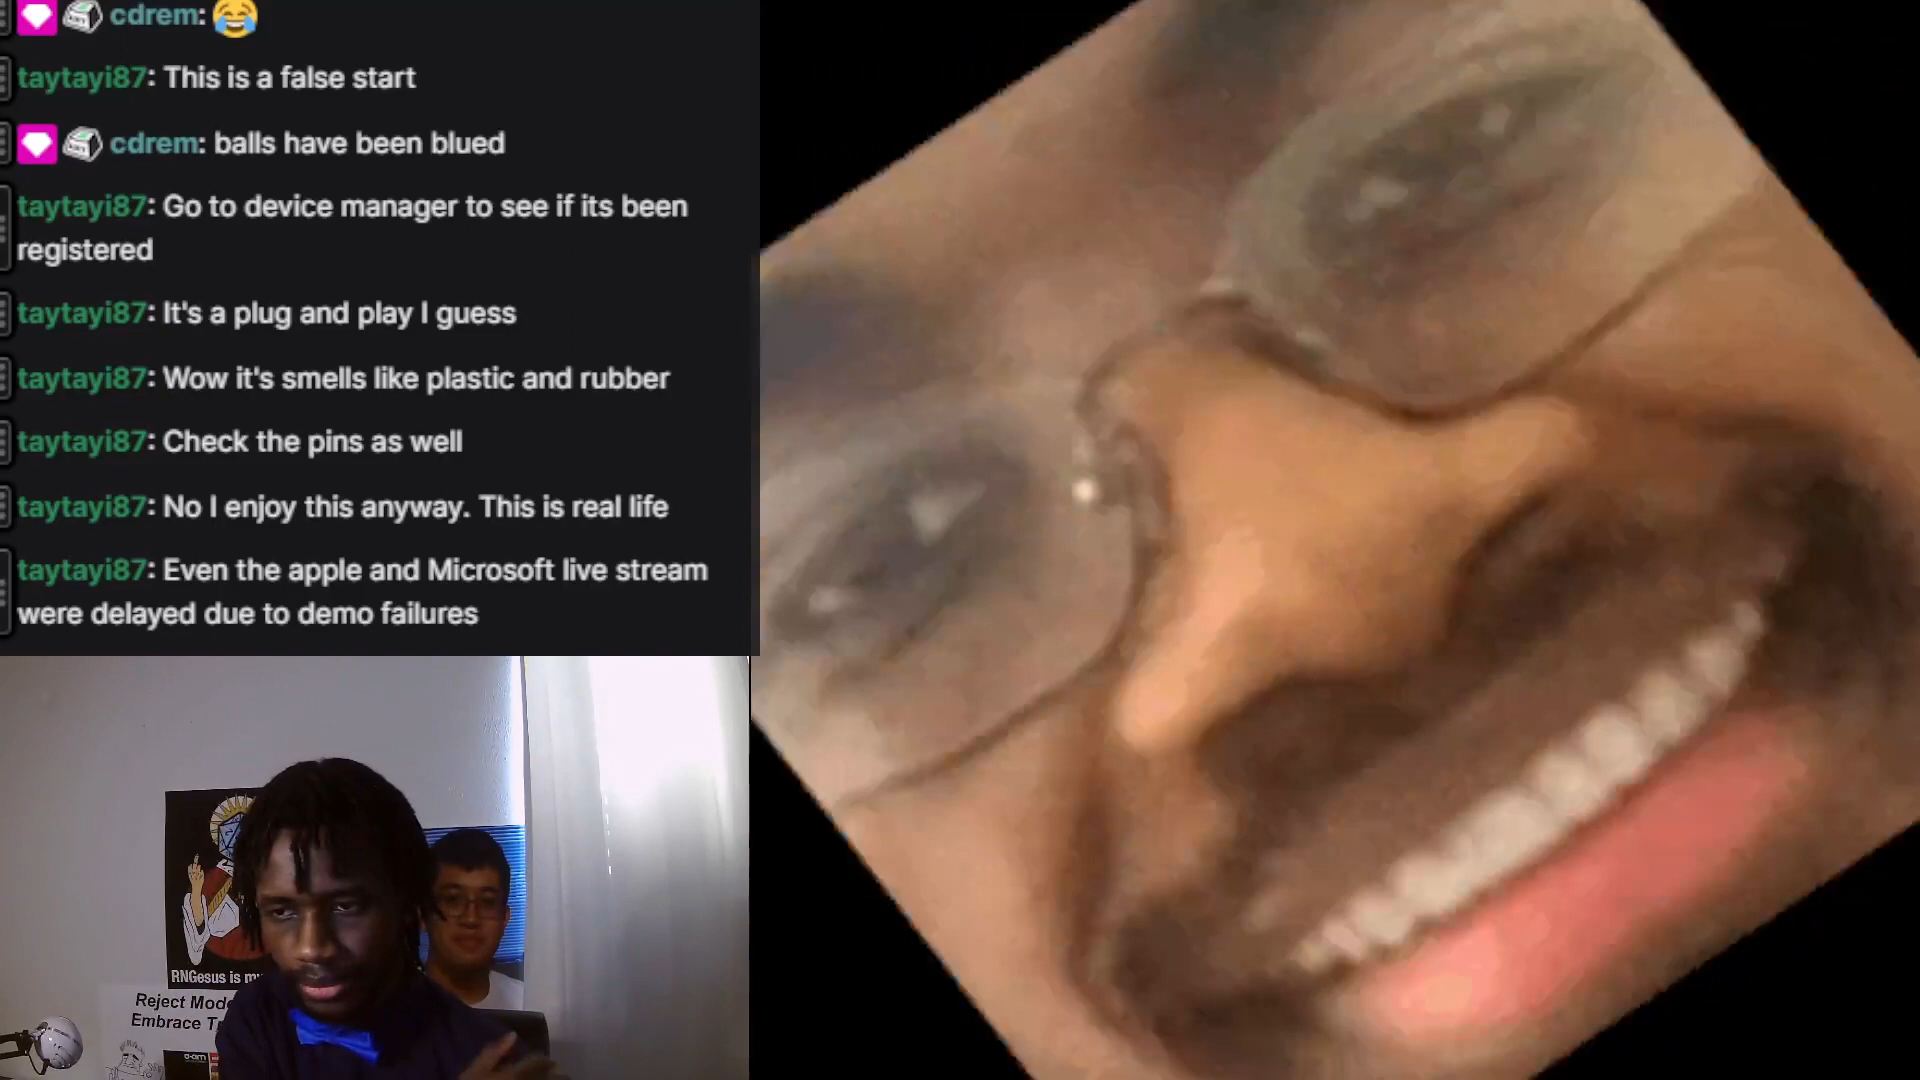 cdrem: 😂
taytayi87: This is a false start
cdrem: balls have been blued
taytayi87: Go to device manager to see if its been
registered
taytayi87: It's a plug and play I guess
taytayi87: Wow it's smells like plastic and rubber
taytayi87: Check the pins as well
taytayi87: No I enjoy this anyway. This is real life
taytayi87: Even the apple and Microsoft live stream
were delayed due to demo failures
RNGesus is
Reject
Embrace